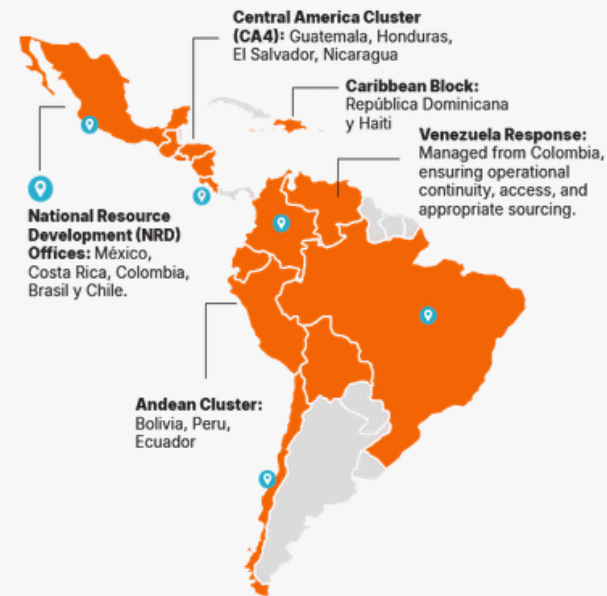 Central America Cluster
(CA4): Guatemala, Honduras,
El Salvador, Nicaragua
Caribbean Block:
República Dominicana
y Haiti
Venezuela Response:
Managed from Colombia,
ensuring operational
continuity, access, and
appropriate sourcing.
National Resource
Development (NRD)
Offices: México,
Costa Rica, Colombia,
Brasil y Chile.
Andean Cluster:
Bolivia, Peru,
Ecuador